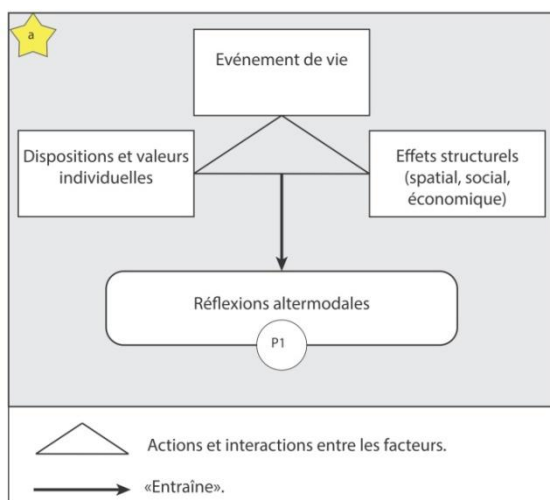 a
Evénement de vie
Dispositions et valeurs
individuelles
Effets structurels
(spatial, social,
économique)
Réflexions altermodales
P1
Actions et interactions entre les facteurs.
«Entraîne».